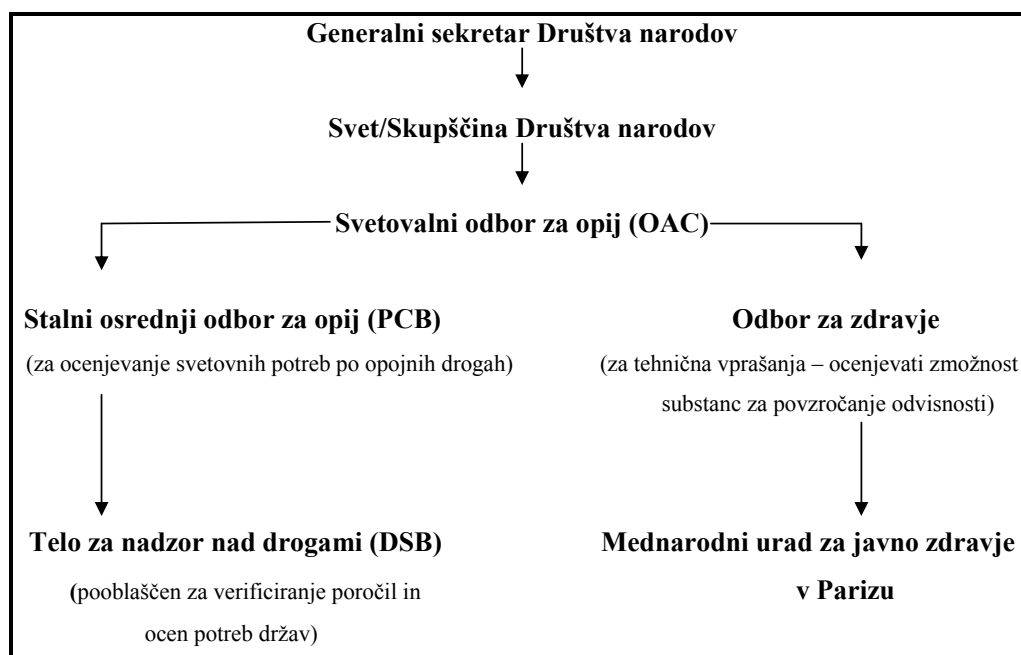 Generalni sekretar Društva narodov
Svet/Skupščina Društva narodov
Svetovalni odbor za opij (OAC)
Stalni osrednji odbor za opij (PCB)
(za ocenjevanje svetovnih potreb po opojnih drogah)
Odbor za zdravje
(za tehnična vprašanja – ocenjevati zmožnost
substanc za povzročanje odvisnosti)
Telo za nadzor nad drogami (DSB)
(pooblaščen za verificiranje poročil in
ocen potreb držav)
Mednarodni urad za javno zdravje
v Parizu